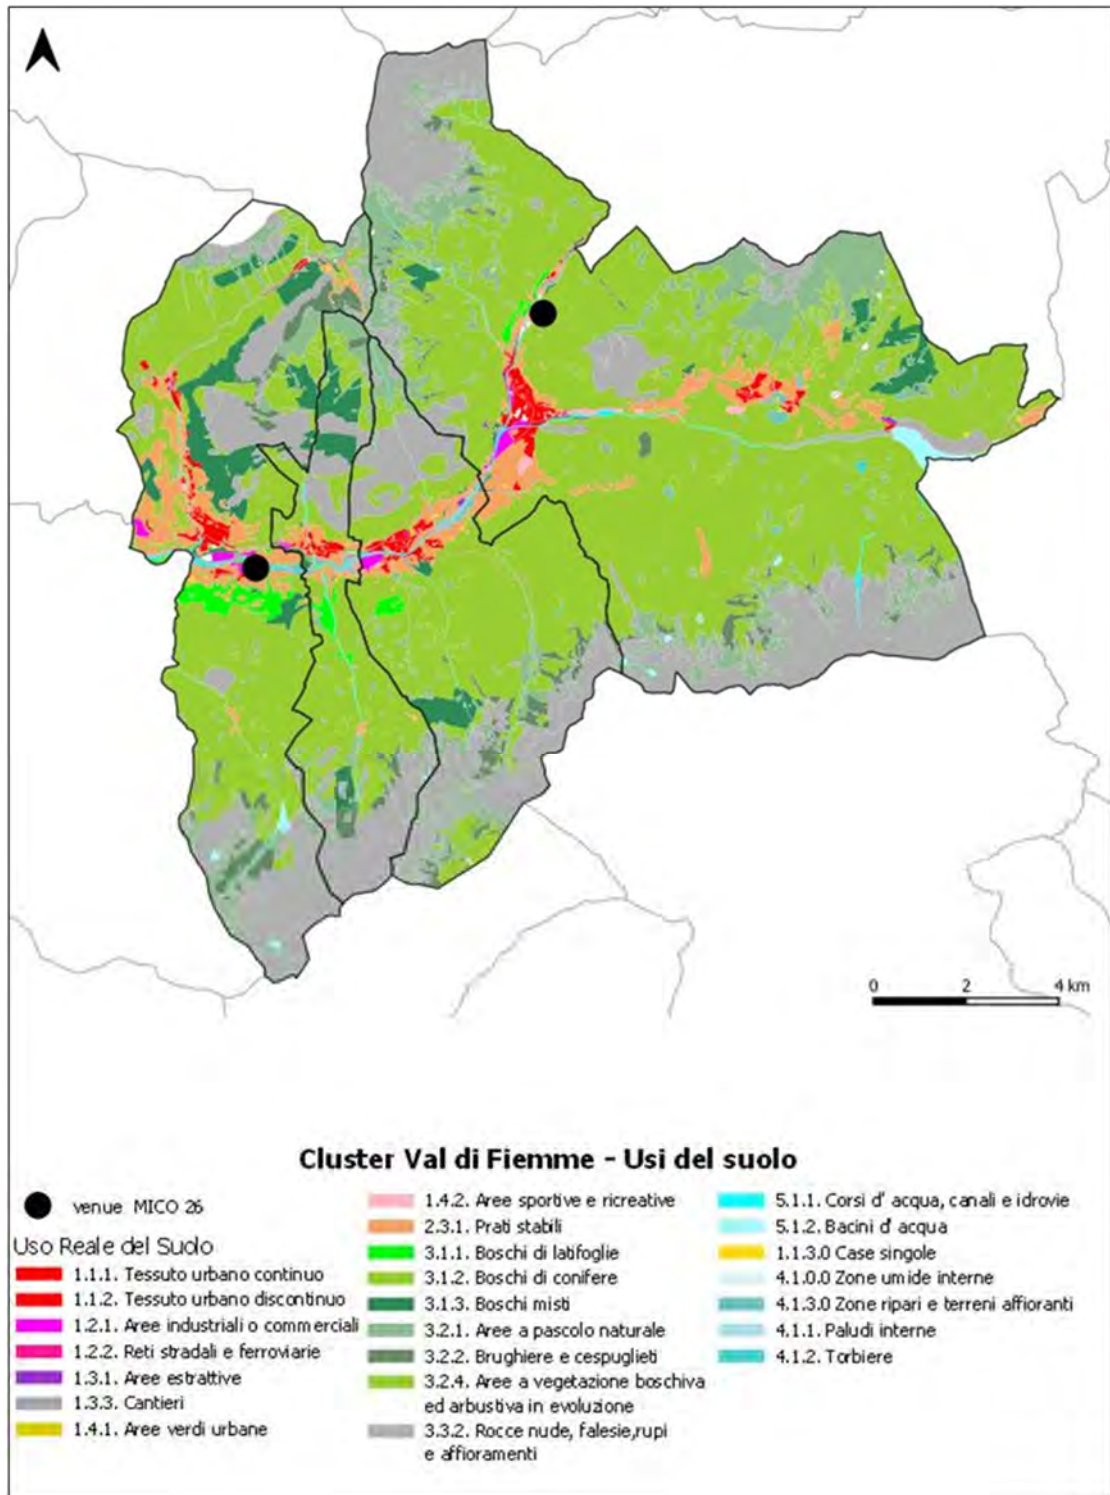 0 2 4 km
Cluster Val di Fiemme - Usi del suolo
venue MICO 26
Uso Reale del Suolo
1.1.1. Tessuto urbano continuo
1.1.2. Tessuto urbano discontinuo
1.2.1. Aree industriali o commerciali
1.2.2. Reti stradali e ferroviarie
1.3.1. Aree estrattive
1.3.3. Cantieri
1.4.1. Aree verdi urbane
1.4.2. Aree sportive e ricreative
2.3.1. Prati stabili
3.1.1. Boschi di latifoglie
3.1.2. Boschi di conifere
3.1.3. Boschi misti
3.2.1. Aree a pascolo naturale
3.2.2. Brughiere e cespuglieti
3.2.4. Aree a vegetazione boschiva
ed arbustiva in evoluzione
3.3.2. Rocce nude, falesie,rupi
e affioramenti
5.1.1. Corsi d' acqua, canali e idrovie
5.1.2. Bacini d' acqua
1.1.3.0 Case singole
4.1.0.0 Zone umide interne
4.1.3.0 Zone ripari e terreni affioranti
4.1.1. Paludi interne
4.1.2. Torbiere